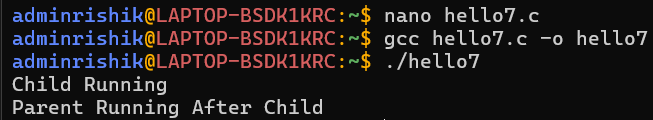 adminrishik@LAPTOP-BSDK1KRC:~$ nano hello7.c
adminrishik@LAPTOP-BSDK1KRC:~$ gcc hello7.c -o hello7
adminrishik@LAPTOP-BSDK1KRC:~$ ./hello7
Child Running
Parent Running After Child